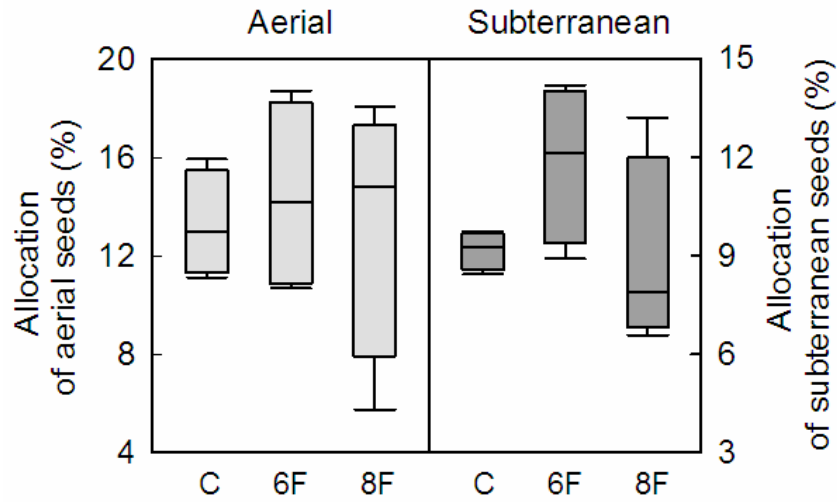 Aerial
Subterranean
Allocation
of aerial seeds (%)
20
16
12
8
4
15
12
9
6
3
Allocation
of subterranean seeds (%)
C 6F 8F C 6F 8F